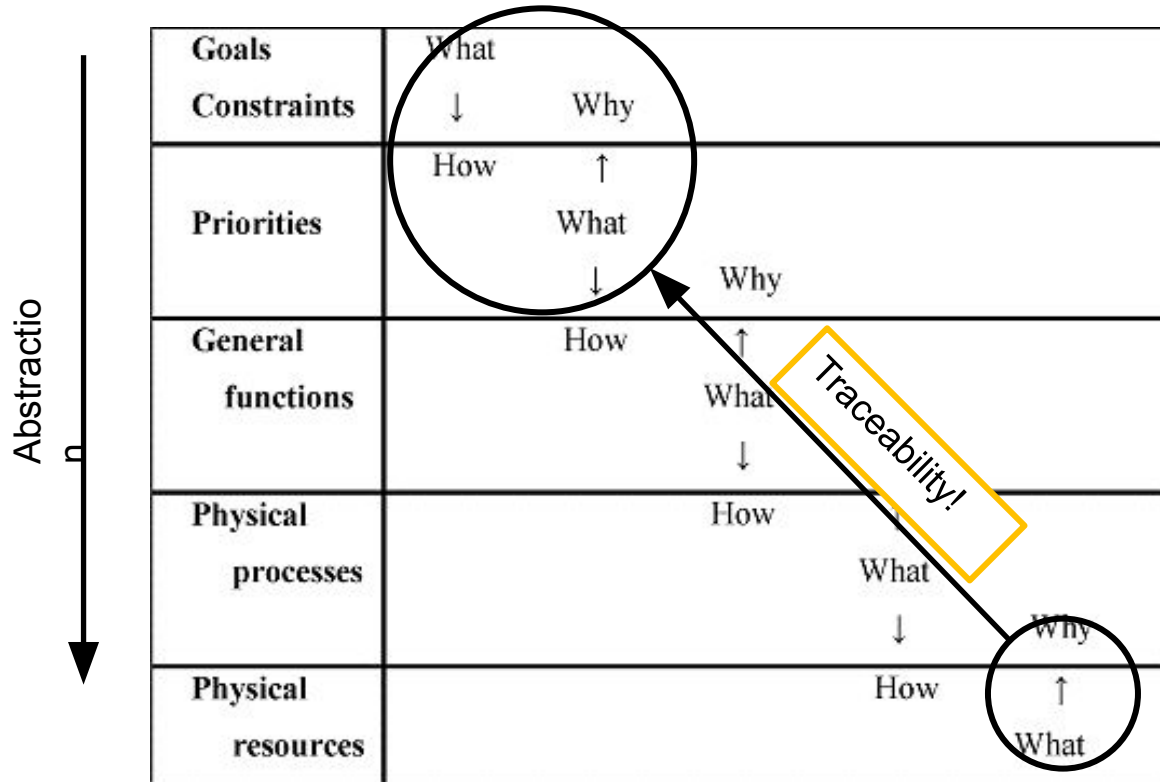 Goals What
Constraints ↓ Why
How ↑
Priorities What
↓ Why
General How ↑
functions What
↓
Physical How
processes What
↓ Why
Physical How ↑
resources What
Abstractio
n
Traceability!